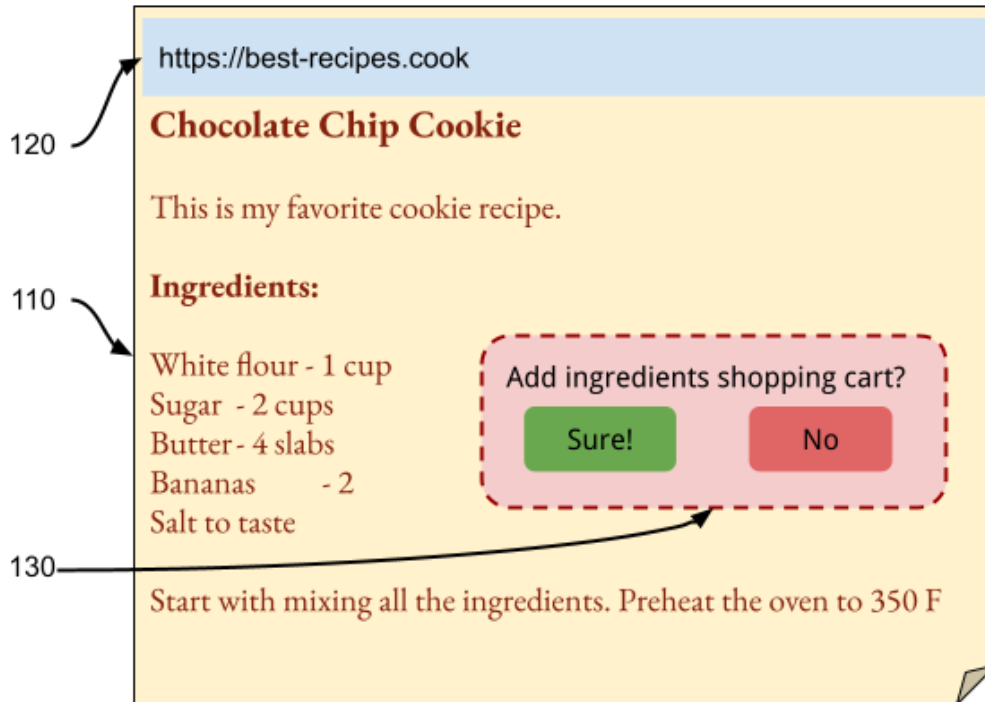 https://best-recipes.cook
120
Chocolate Chip Cookie
This is my favorite cookie recipe.
110
Ingredients:
White flour - 1 cup
Sugar - 2 cups
Butter - 4 slabs
Bananas - 2
Salt to taste
Add ingredients shopping cart?
Sure! No
130
Start with mixing all the ingredients. Preheat the oven to 350 F